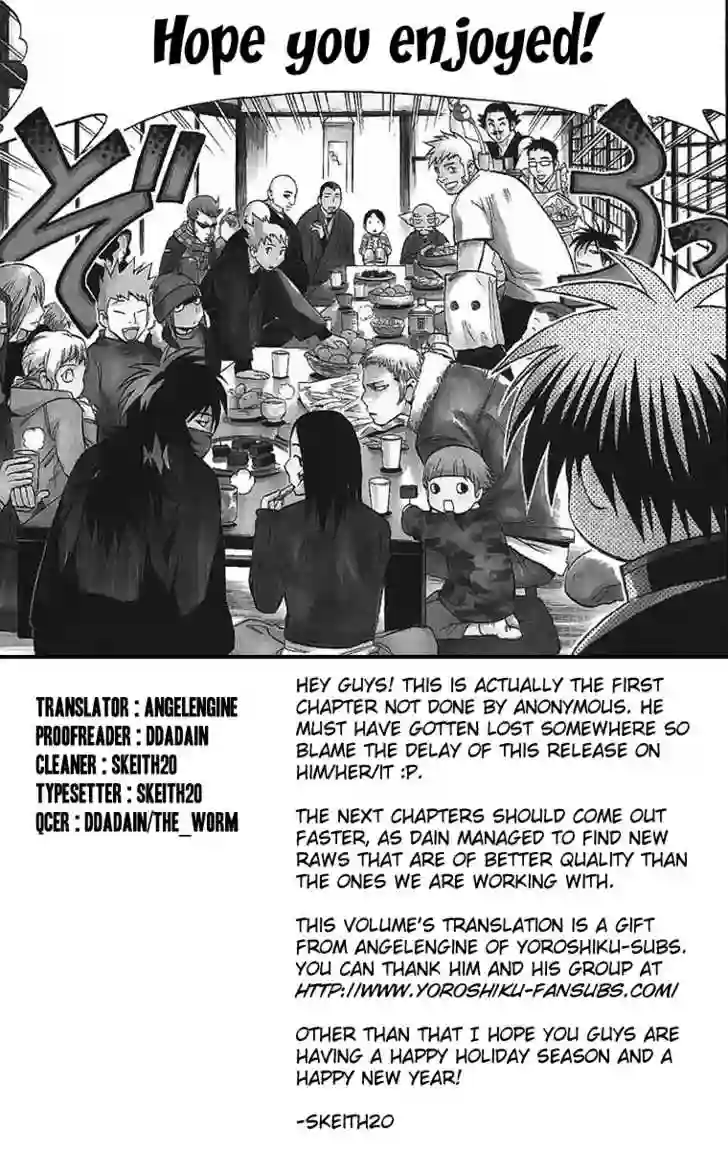 Hope you enjoyed!
ぞ
ろっ
TRANSLATOR : ANGELENGINE
PROOFREADER : DDADAIN
CLEANER : SKEITH20
TYPESETTER : SKEITH20
QCER : DDADAIN/THE_WORM
HEY GUYS! THIS IS ACTUALLY THE FIRST
CHAPTER NOT DONE BY ANONYMOUS. HE
MUST HAVE GOTTEN LOST SOMEWHERE SO
BLAME THE DELAY OF THIS RELEASE ON
HIM/HER/IT :P.
THE NEXT CHAPTERS SHOULD COME OUT
FASTER, AS DAIN MANAGED TO FIND NEW
RAWS THAT ARE OF BETTER QUALITY THAN
THE ONES WE ARE WORKING WITH.
THIS VOLUME'S TRANSLATION IS A GIFT
FROM ANGELENGINE OF YOROSHIKU-SUBS.
YOU CAN THANK HIM AND HIS GROUP AT
HTTP://WWW.YOROSHIKU-FANSUBS.COM/
OTHER THAN THAT I HOPE YOU GUYS ARE
HAVING A HAPPY HOLIDAY SEASON AND A
HAPPY NEW YEAR!
-SKEITH20